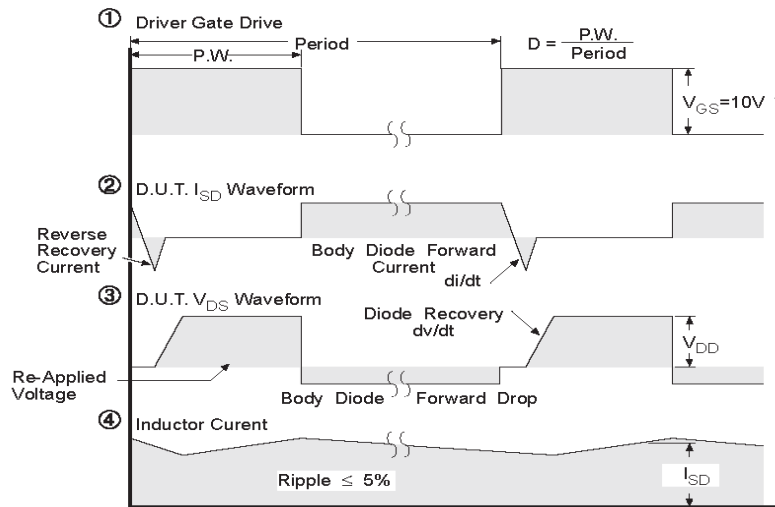 ① Driver Gate Drive
P.W.
Period
D = P.W.
Period
VGS=10V
② D.U.T. ISD Waveform
Reverse
Recovery
Current
Body Diode Forward
Current
di/dt
③ D.U.T. VDS Waveform
Diode Recovery
dv/dt
VDD
Re-Applied
Voltage
Body Diode Forward Drop
④ Inductor Curent
Ripple ≤ 5%
ISD